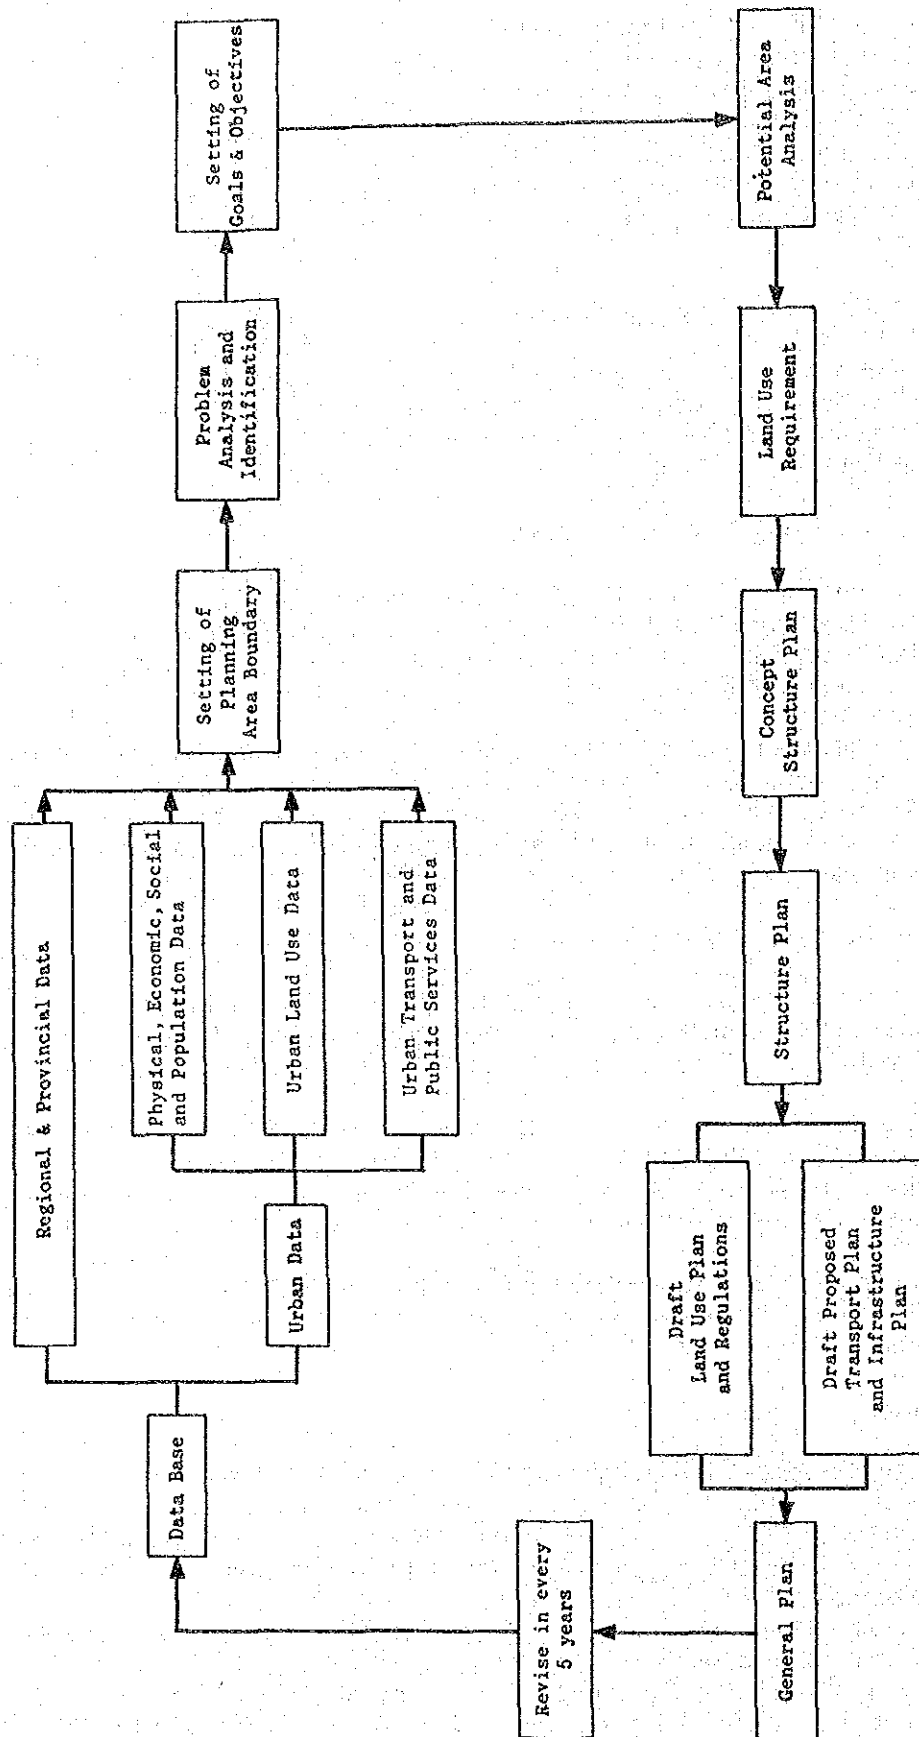 Data Base
Regional & Provincial Data
Urban Data
Physical, Economic, Social
and Population Data
Urban Land Use Data
Urban Transport and
Public Services Data
Setting of
Planning
Area Boundary
Problem
Analysis and
Identification
Setting of
Goals & Objectives
Potential Area
Analysis
Land Use
Requirement
Concept
Structure Plan
Structure Plan
Draft
Land Use Plan
and Regulations
Draft Proposed
Transport Plan
and Infrastructure
Plan
General Plan
Revise in every
5 years